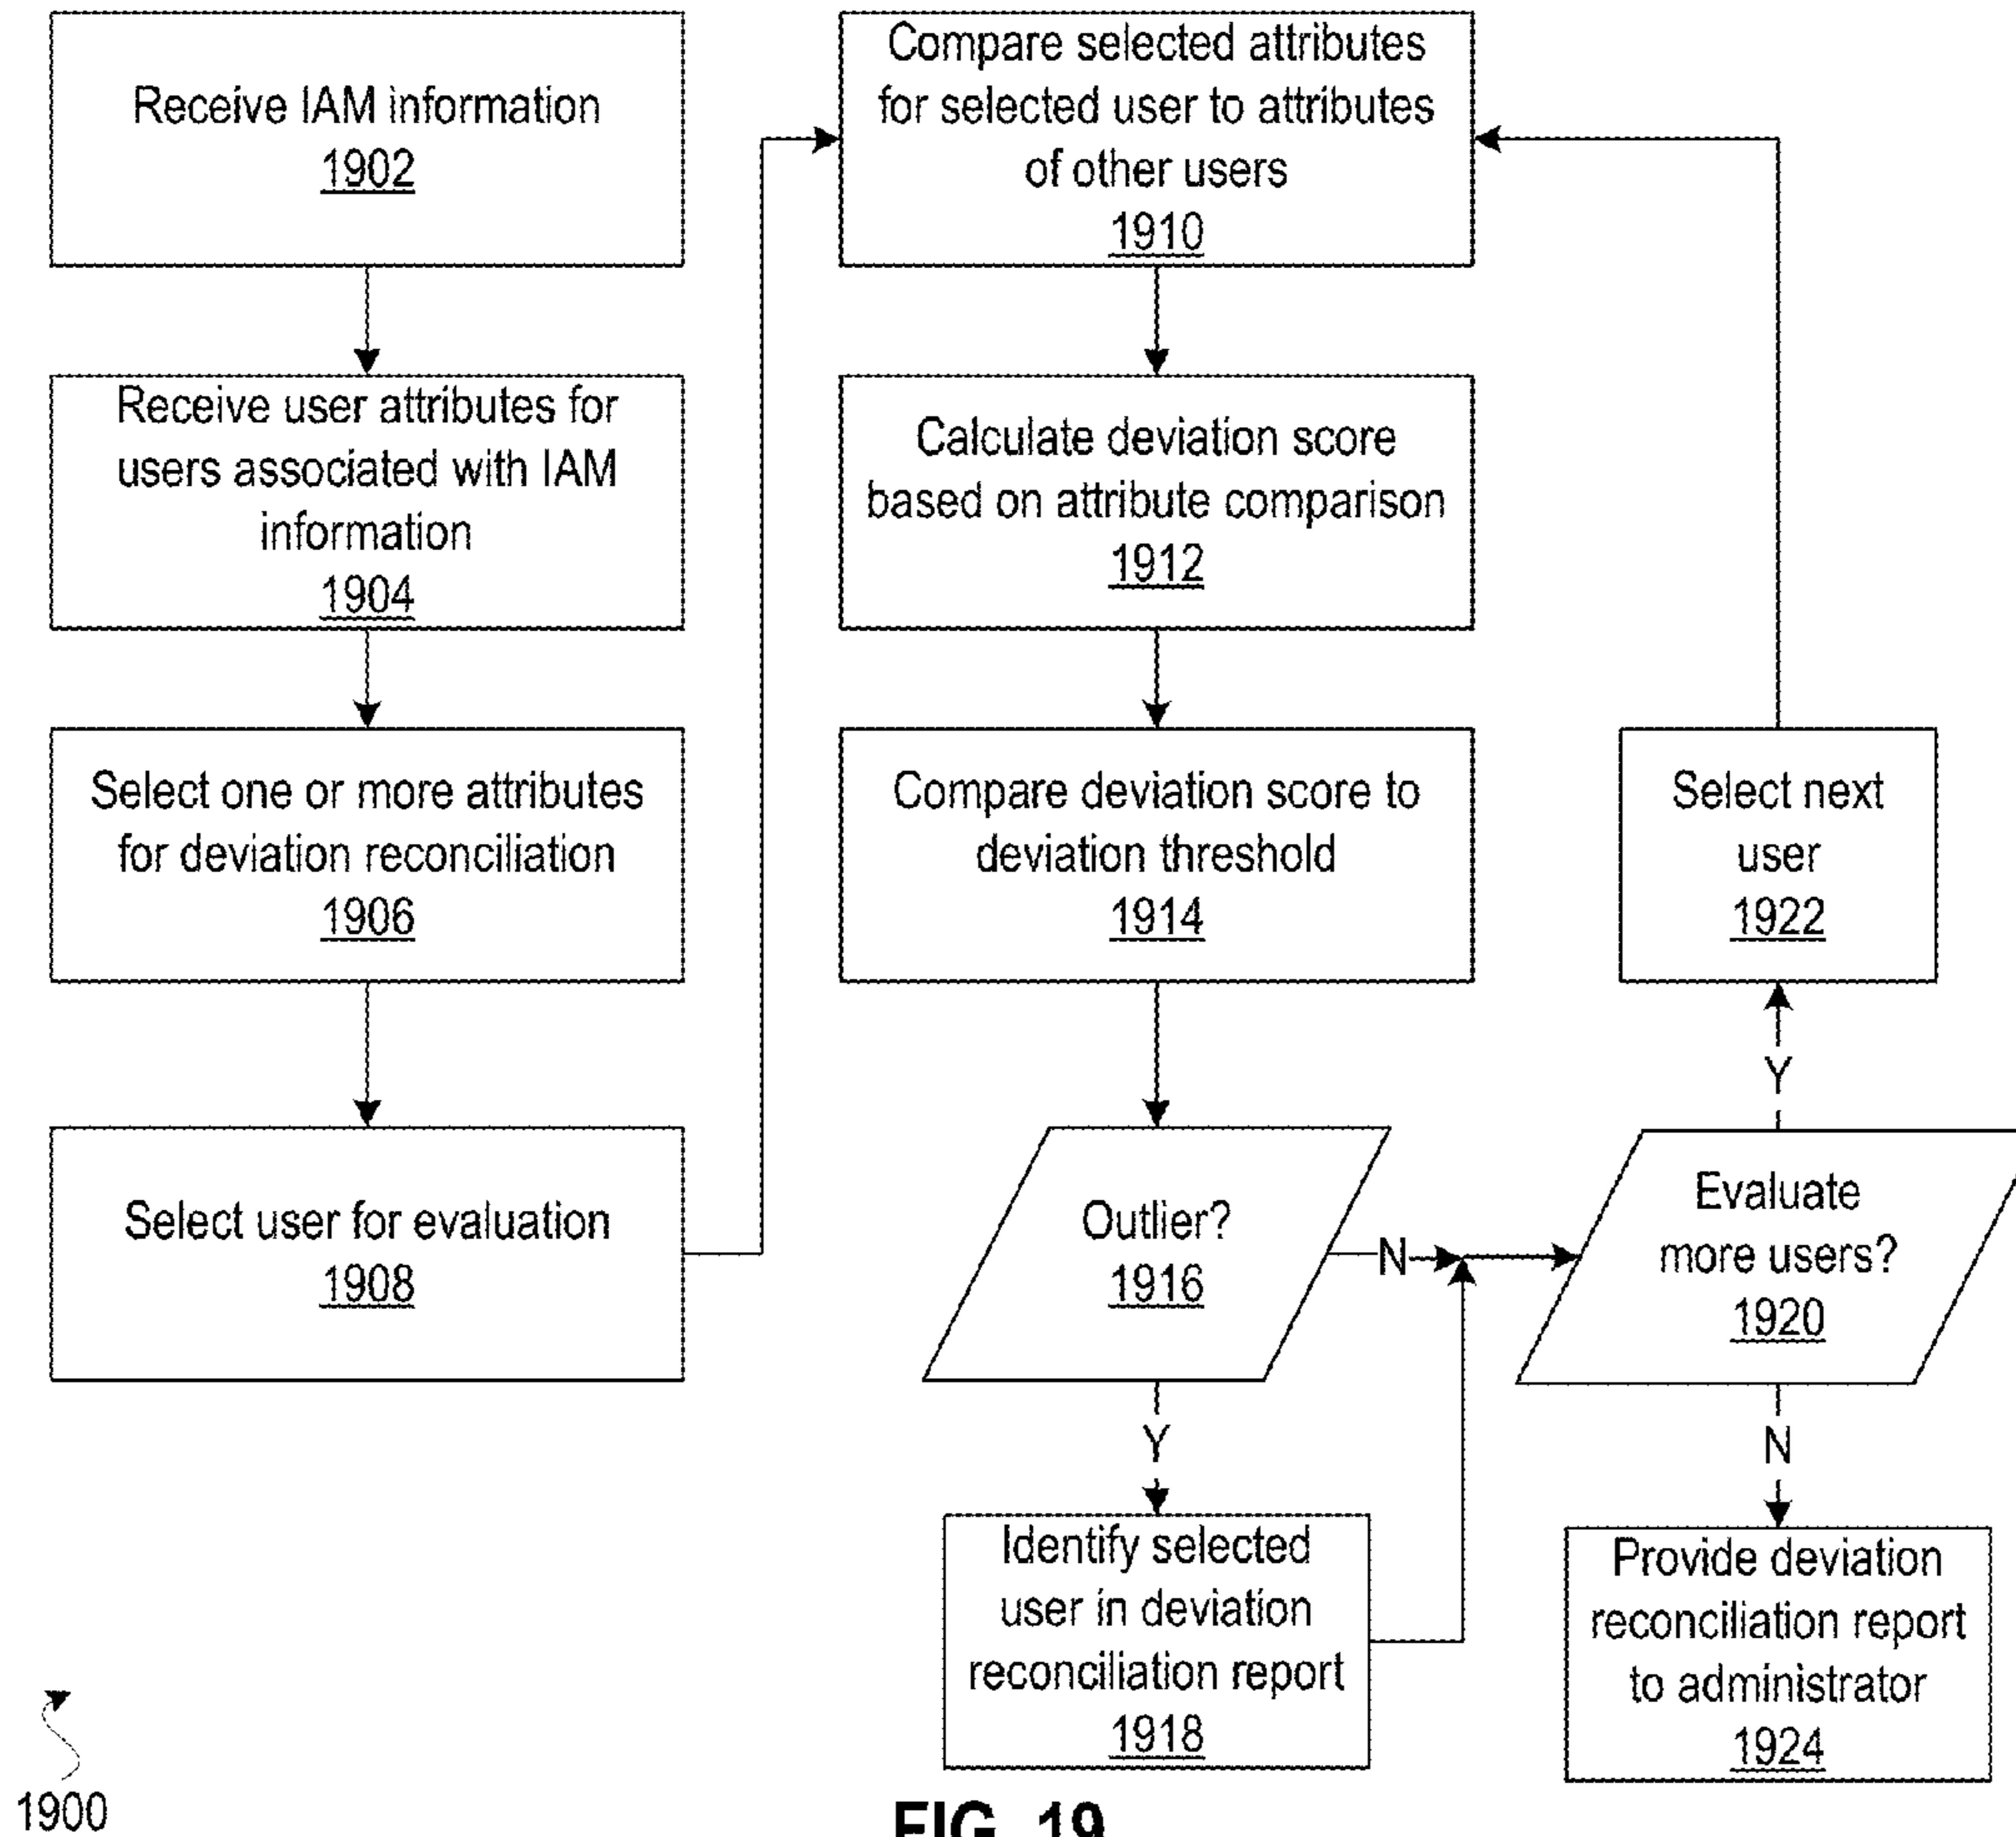 Receive IAM information
1902
Receive user attributes for
users associated with IAM
information
1904
Select one or more attributes
for deviation reconciliation
1906
Select user for evaluation
1908
Compare selected attributes
for selected user to attributes
of other users
1910
Calculate deviation score
based on attribute comparison
1912
Compare deviation score to
deviation threshold
1914
Outlier?
1916
N
Y
Identify selected
user in deviation
reconciliation report
1918
Select next
user
1922
Y
Evaluate
more users?
1920
N
Provide deviation
reconciliation report
to administrator
1924
1900
FIG. 19